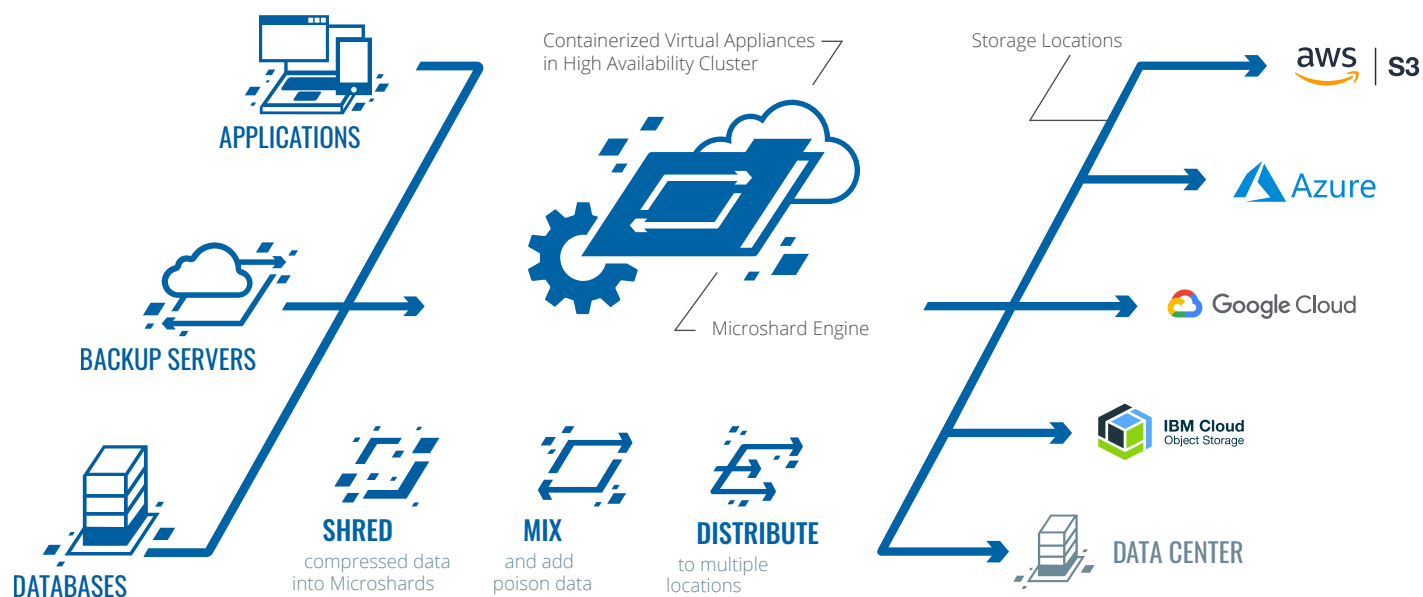 APPLICATIONS
BACKUP SERVERS
DATABASES
Containerized Virtual Appliances
in High Availability Cluster
Microshard Engine
SHRED
compressed data
into Microshards
MIX
and add
poison data
DISTRIBUTE
to multiple
locations
Storage Locations
aws | S3
Azure
Google Cloud
IBM Cloud
Object Storage
DATA CENTER